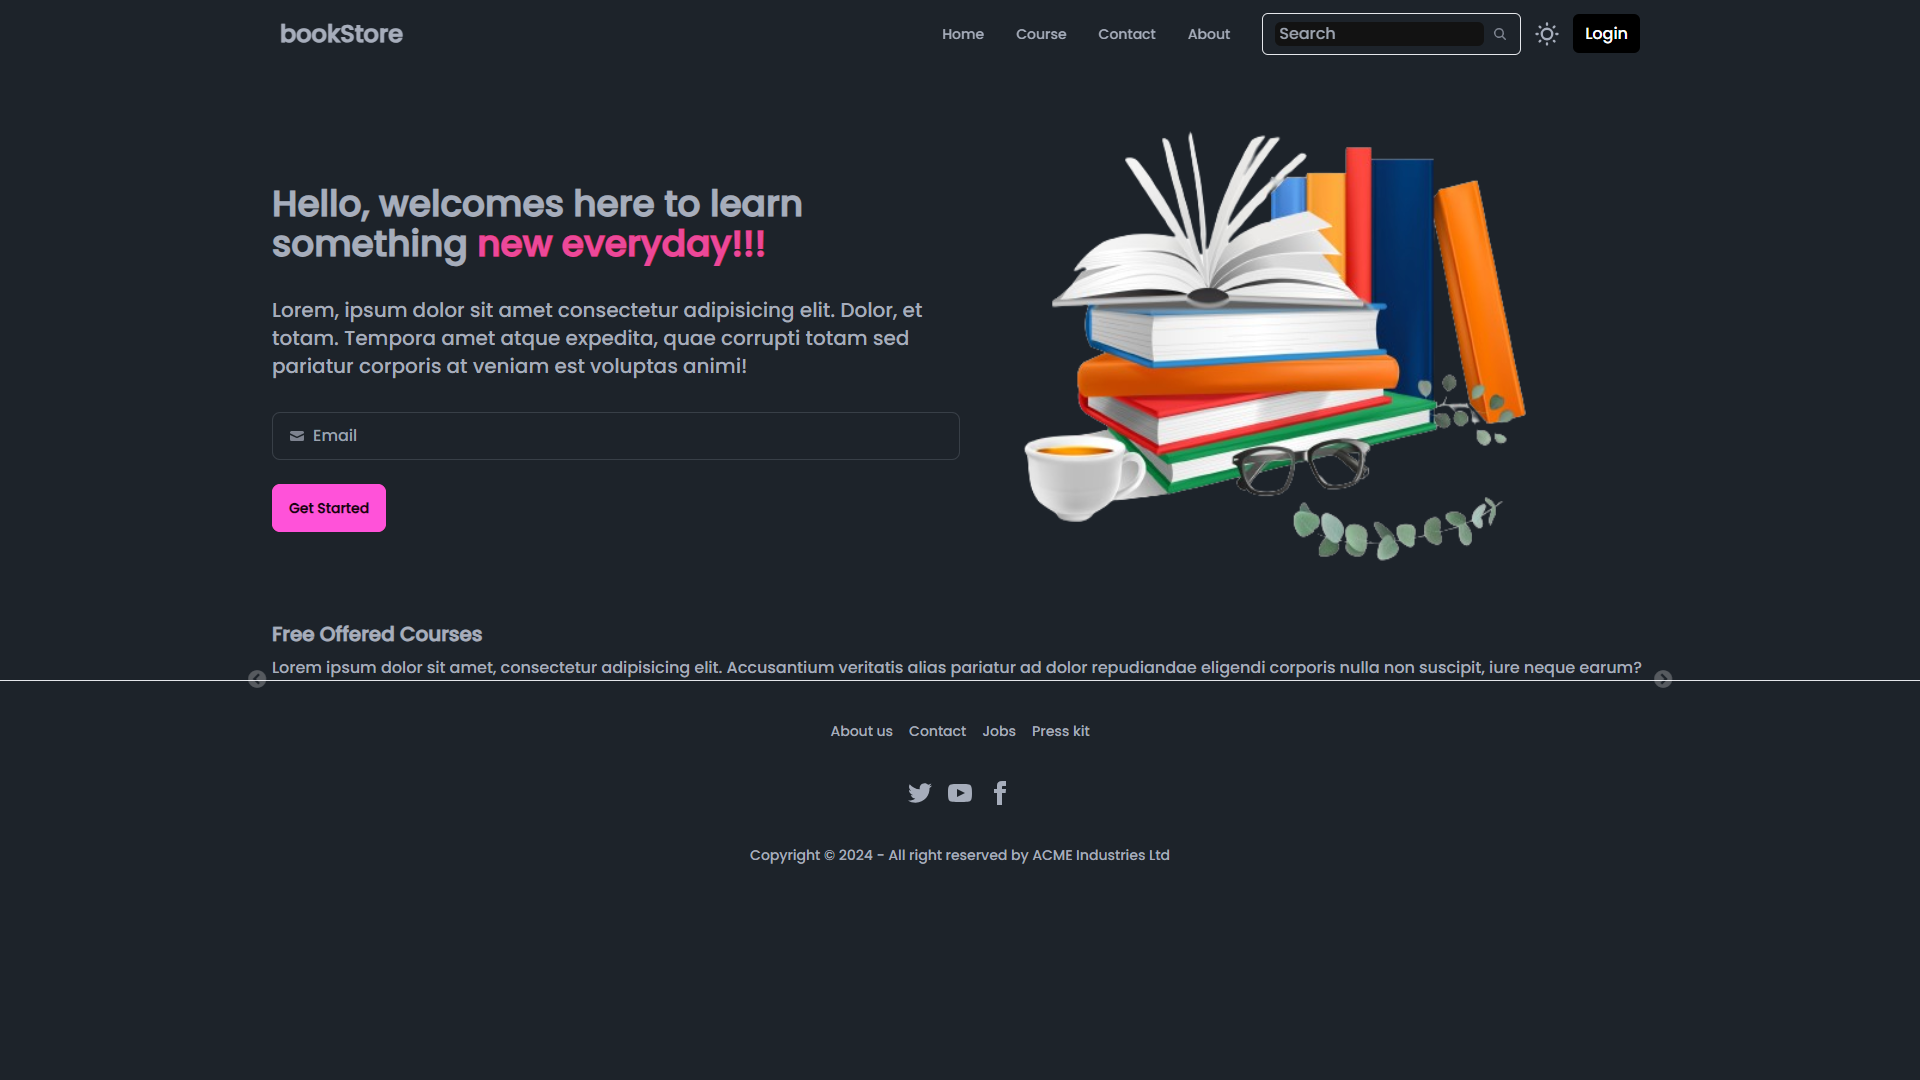 bookStore
Home Course Contact About Search Login
Hello, welcomes here to learn
something new everyday!!!
Lorem, ipsum dolor sit amet consectetur adipisicing elit. Dolor, et
totam. Tempora amet atque expedita, quae corrupti totam sed
pariatur corporis at veniam est voluptas animi!
Email
Get Started
Free Offered Courses
Lorem ipsum dolor sit amet, consectetur adipisicing elit. Accusantium veritatis alias pariatur ad dolor repudiandae eligendi corporis nulla non suscipit, iure neque earum?
About us Contact Jobs Press kit
Copyright © 2024 - All right reserved by ACME Industries Ltd